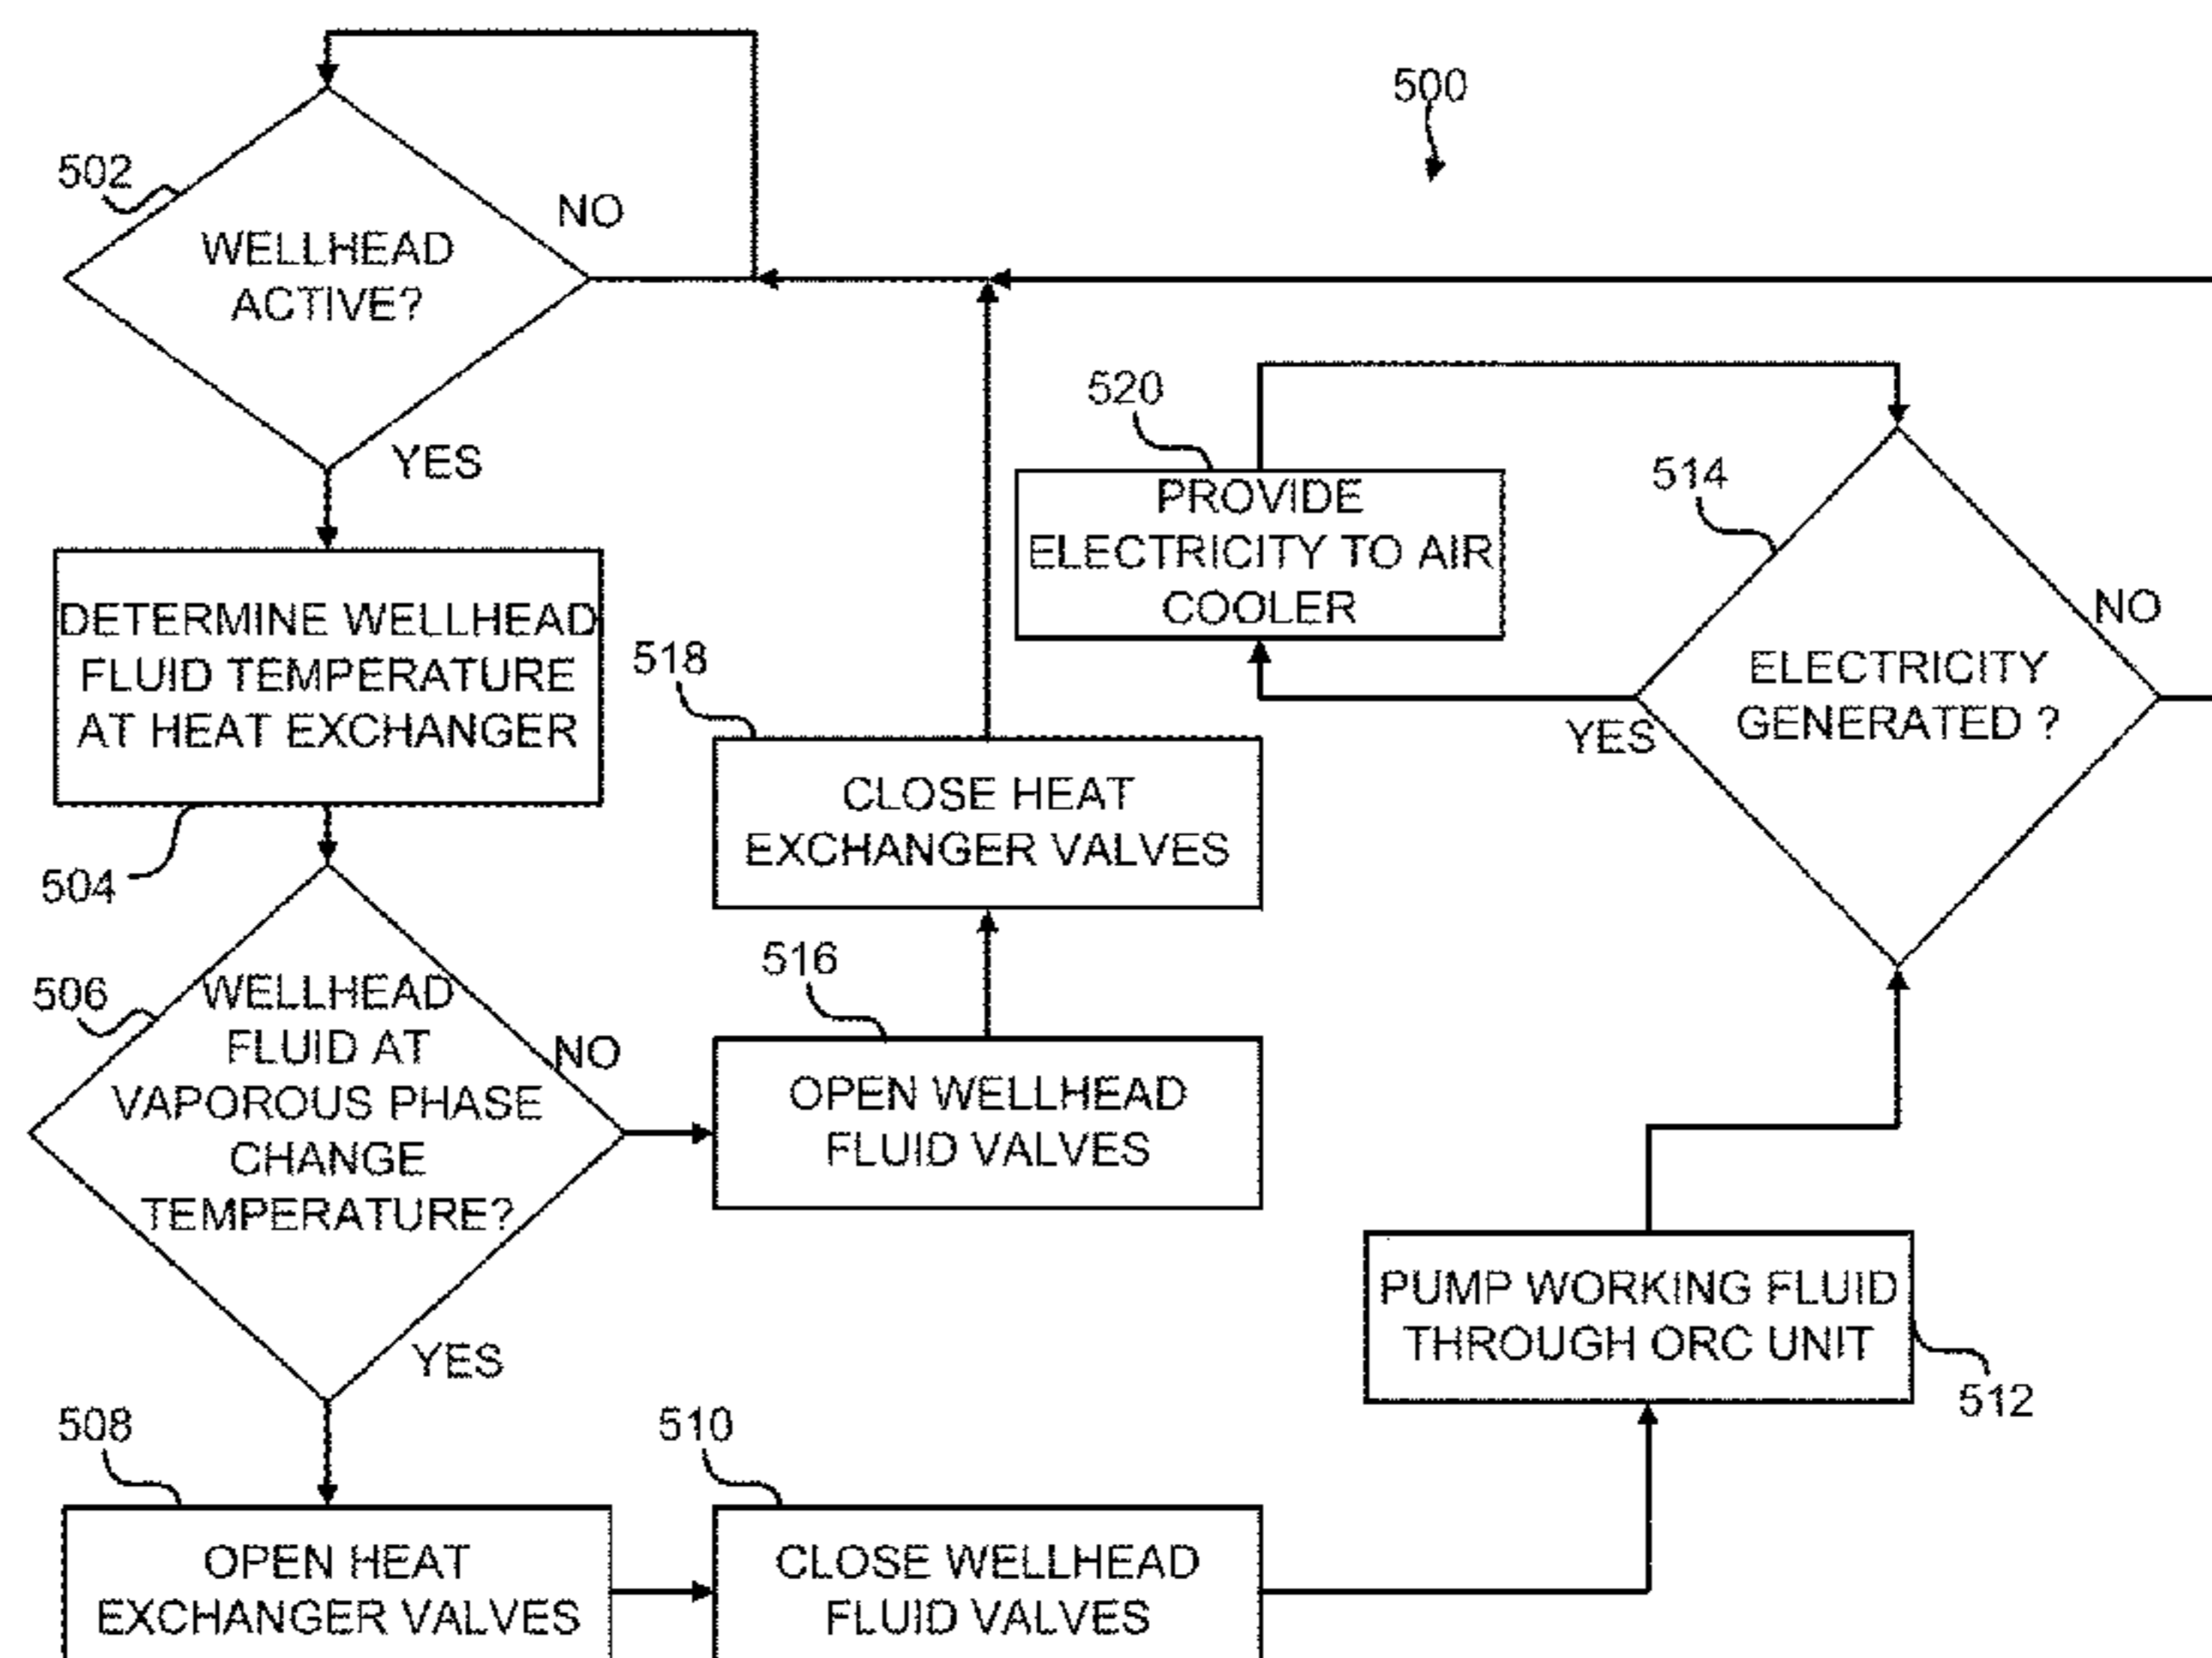 500
502
WELLHEAD
ACTIVE?
NO
YES
DETERMINE WELLHEAD
FLUID TEMPERATURE
AT HEAT EXCHANGER
504
506
WELLHEAD
FLUID AT
VAPOROUS PHASE
CHANGE
TEMPERATURE?
NO
YES
508
OPEN HEAT
EXCHANGER VALVES
510
CLOSE WELLHEAD
FLUID VALVES
516
OPEN WELLHEAD
FLUID VALVES
518
CLOSE HEAT
EXCHANGER VALVES
520
PROVIDE
ELECTRICITY TO AIR
COOLER
514
ELECTRICITY
GENERATED ?
NO
YES
PUMP WORKING FLUID
THROUGH ORC UNIT
512